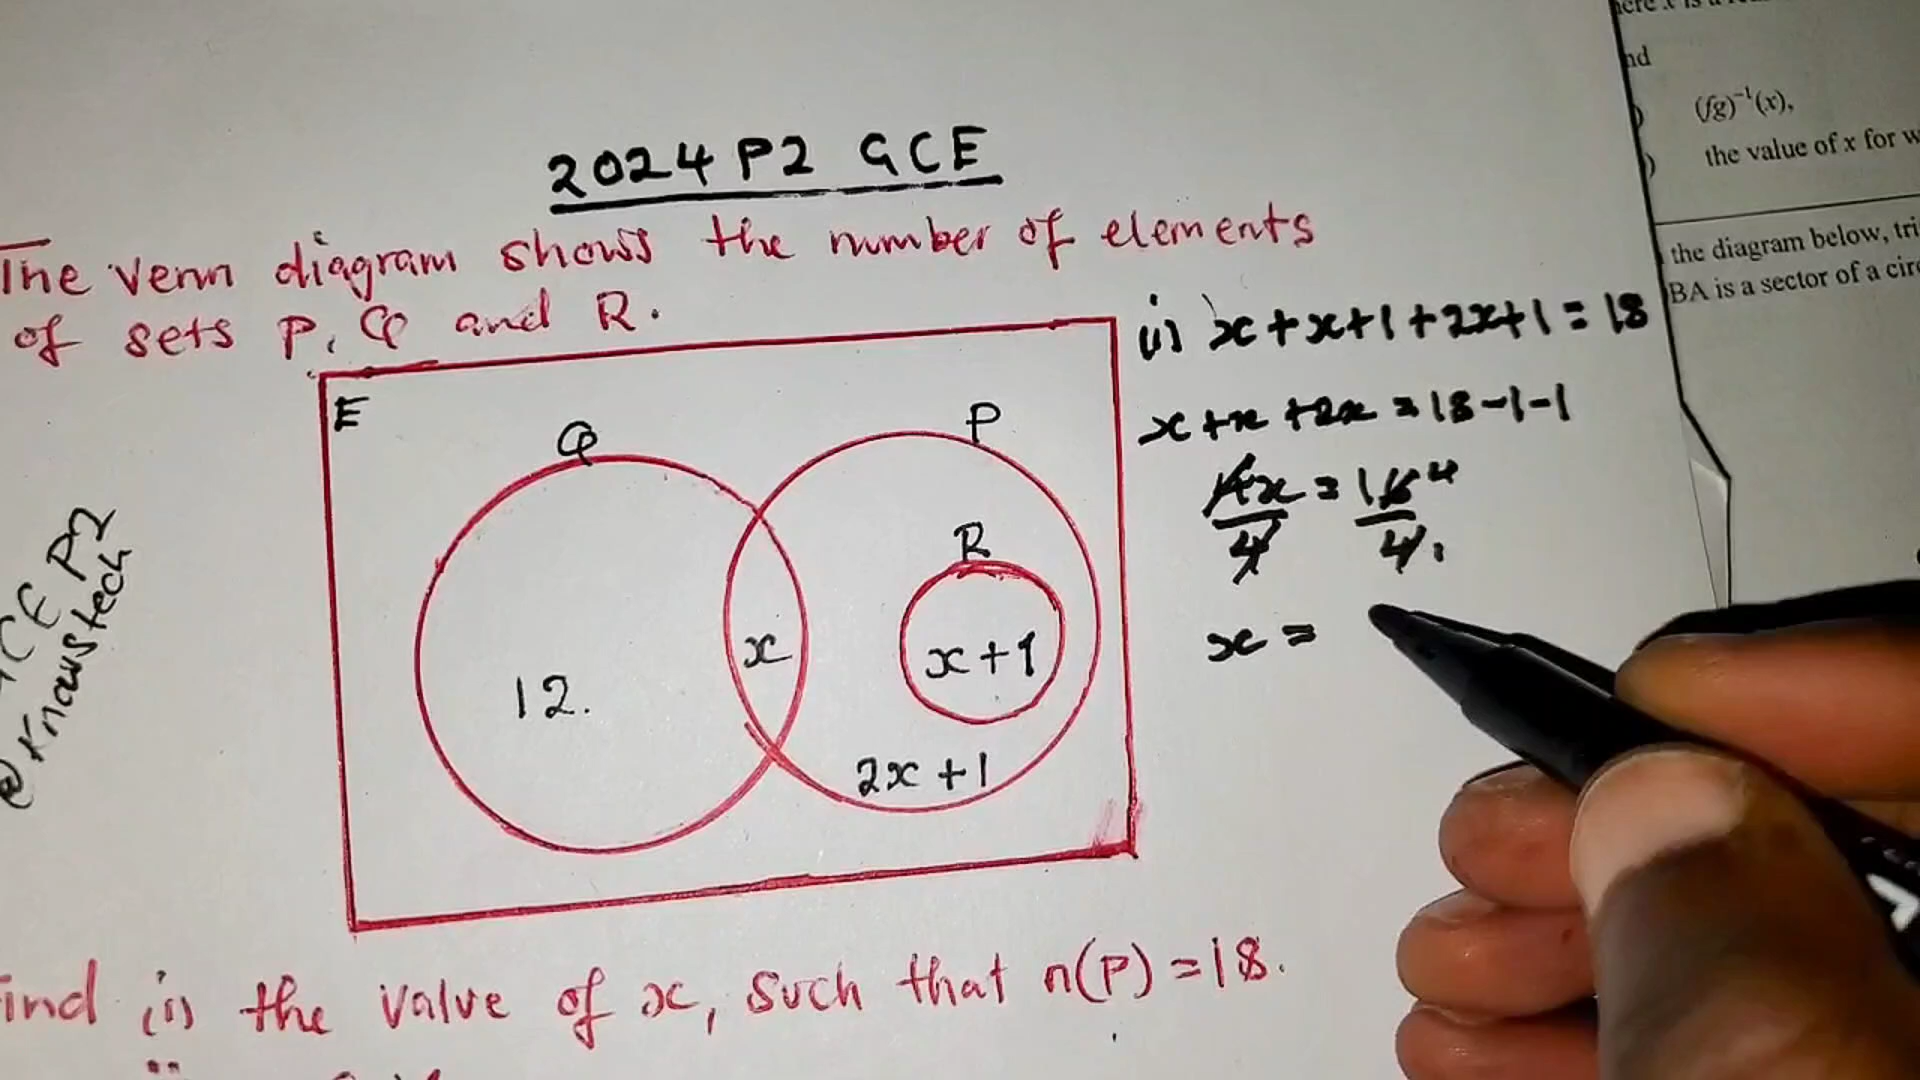 2024 P2 GCE
The venn diagram shows the number of elements
of sets P, Q and R.
E
Q
P
R
12.
x
x+1
2x+1
(i) x+x+1+2x+1=18
x+x+2x=18-1-1
4x/4 = 16/4 4
x =
ind (i) the value of x, such that n(P)=18.
CE P2
@Knowstech
nd
(fg)⁻¹(x),
the value of x for w
the diagram below, tri
BA is a sector of a circ